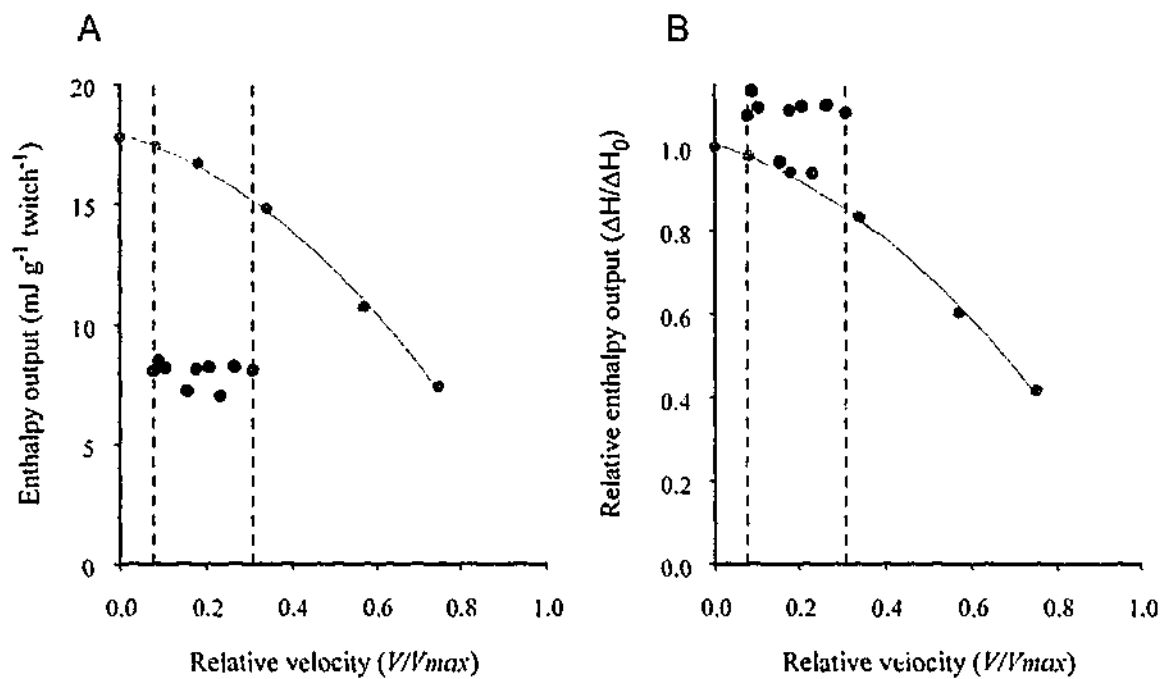 A
B
20
15
10
5
0
0.0 0.2 0.4 0.6 0.8 1.0
Enthalpy output (mJ g-1 twitch-1)
Relative velocity (V/Vmax)
1.0
0.8
0.6
0.4
0.2
0.0
0.0 0.2 0.4 0.6 0.8 1.0
Relative enthalpy output (ΔH/ΔH0)
Relative velocity (V/Vmax)